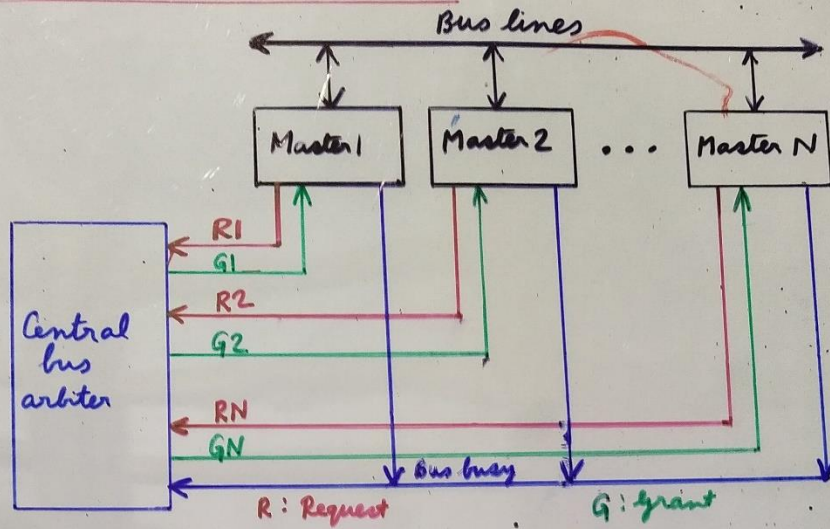 Bus lines
Master 1
Master 2
...
Master N
R1
G1
R2
G2
Central
bus
arbiter
RN
GN
Bus busy
R : Request
G : Grant